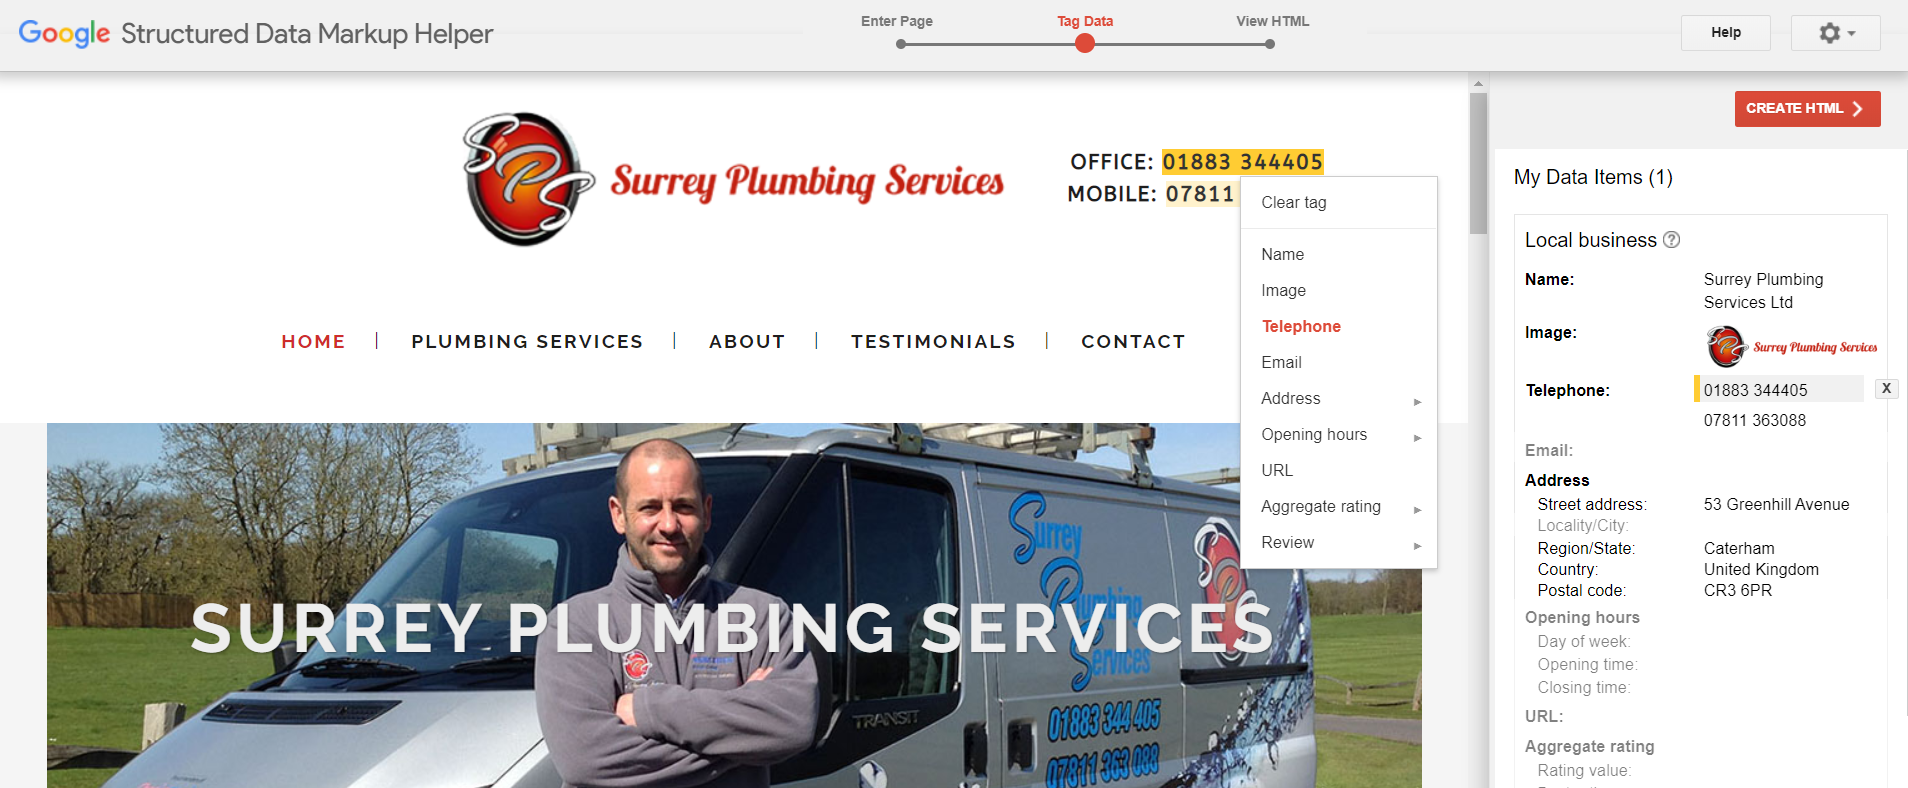 Google Structured Data Markup Helper
Enter Page
Tag Data
View HTML
Help
CREATE HTML
SPS
Surrey Plumbing Services
OFFICE: 01883 344405
MOBILE: 07811
HOME
PLUMBING SERVICES
ABOUT
TESTIMONIALS
CONTACT
Clear tag
Name
Image
Telephone
Email
Address
Opening hours
URL
Aggregate rating
Review
SURREY PLUMBING SERVICES
Surrey
Plumbing
Services
TRANSIT
01883 344 405
07811 363 088
My Data Items (1)
Local business ?
Name: Surrey Plumbing
Services Ltd
Image: SPS Surrey Plumbing Services
Telephone: 01883 344405 X
07811 363088
Email:
Address
Street address: 53 Greenhill Avenue
Locality/City:
Region/State: Caterham
Country: United Kingdom
Postal code: CR3 6PR
Opening hours
Day of week:
Opening time:
Closing time:
URL:
Aggregate rating
Rating value: